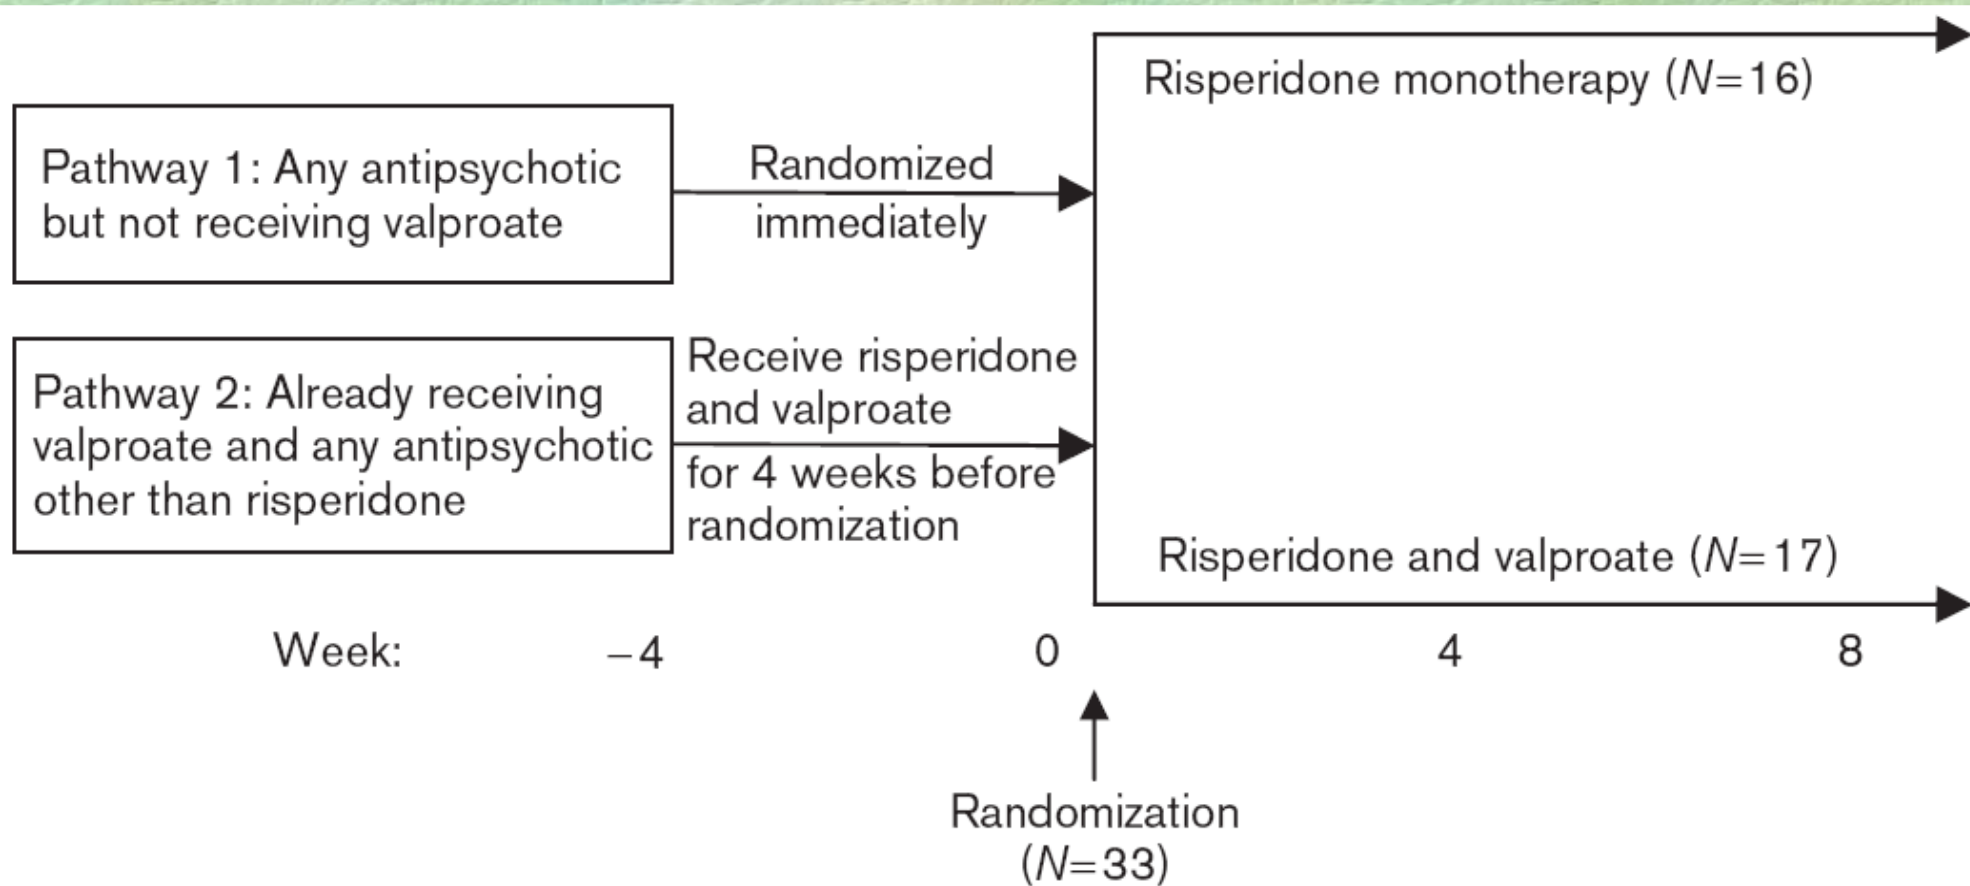 Risperidone monotherapy (N=16)
Pathway 1: Any antipsychotic
but not receiving valproate
Randomized
immediately
Pathway 2: Already receiving
valproate and any antipsychotic
other than risperidone
Receive risperidone
and valproate
for 4 weeks before
randomization
Risperidone and valproate (N=17)
Week: −4 0 4 8
Randomization
(N=33)